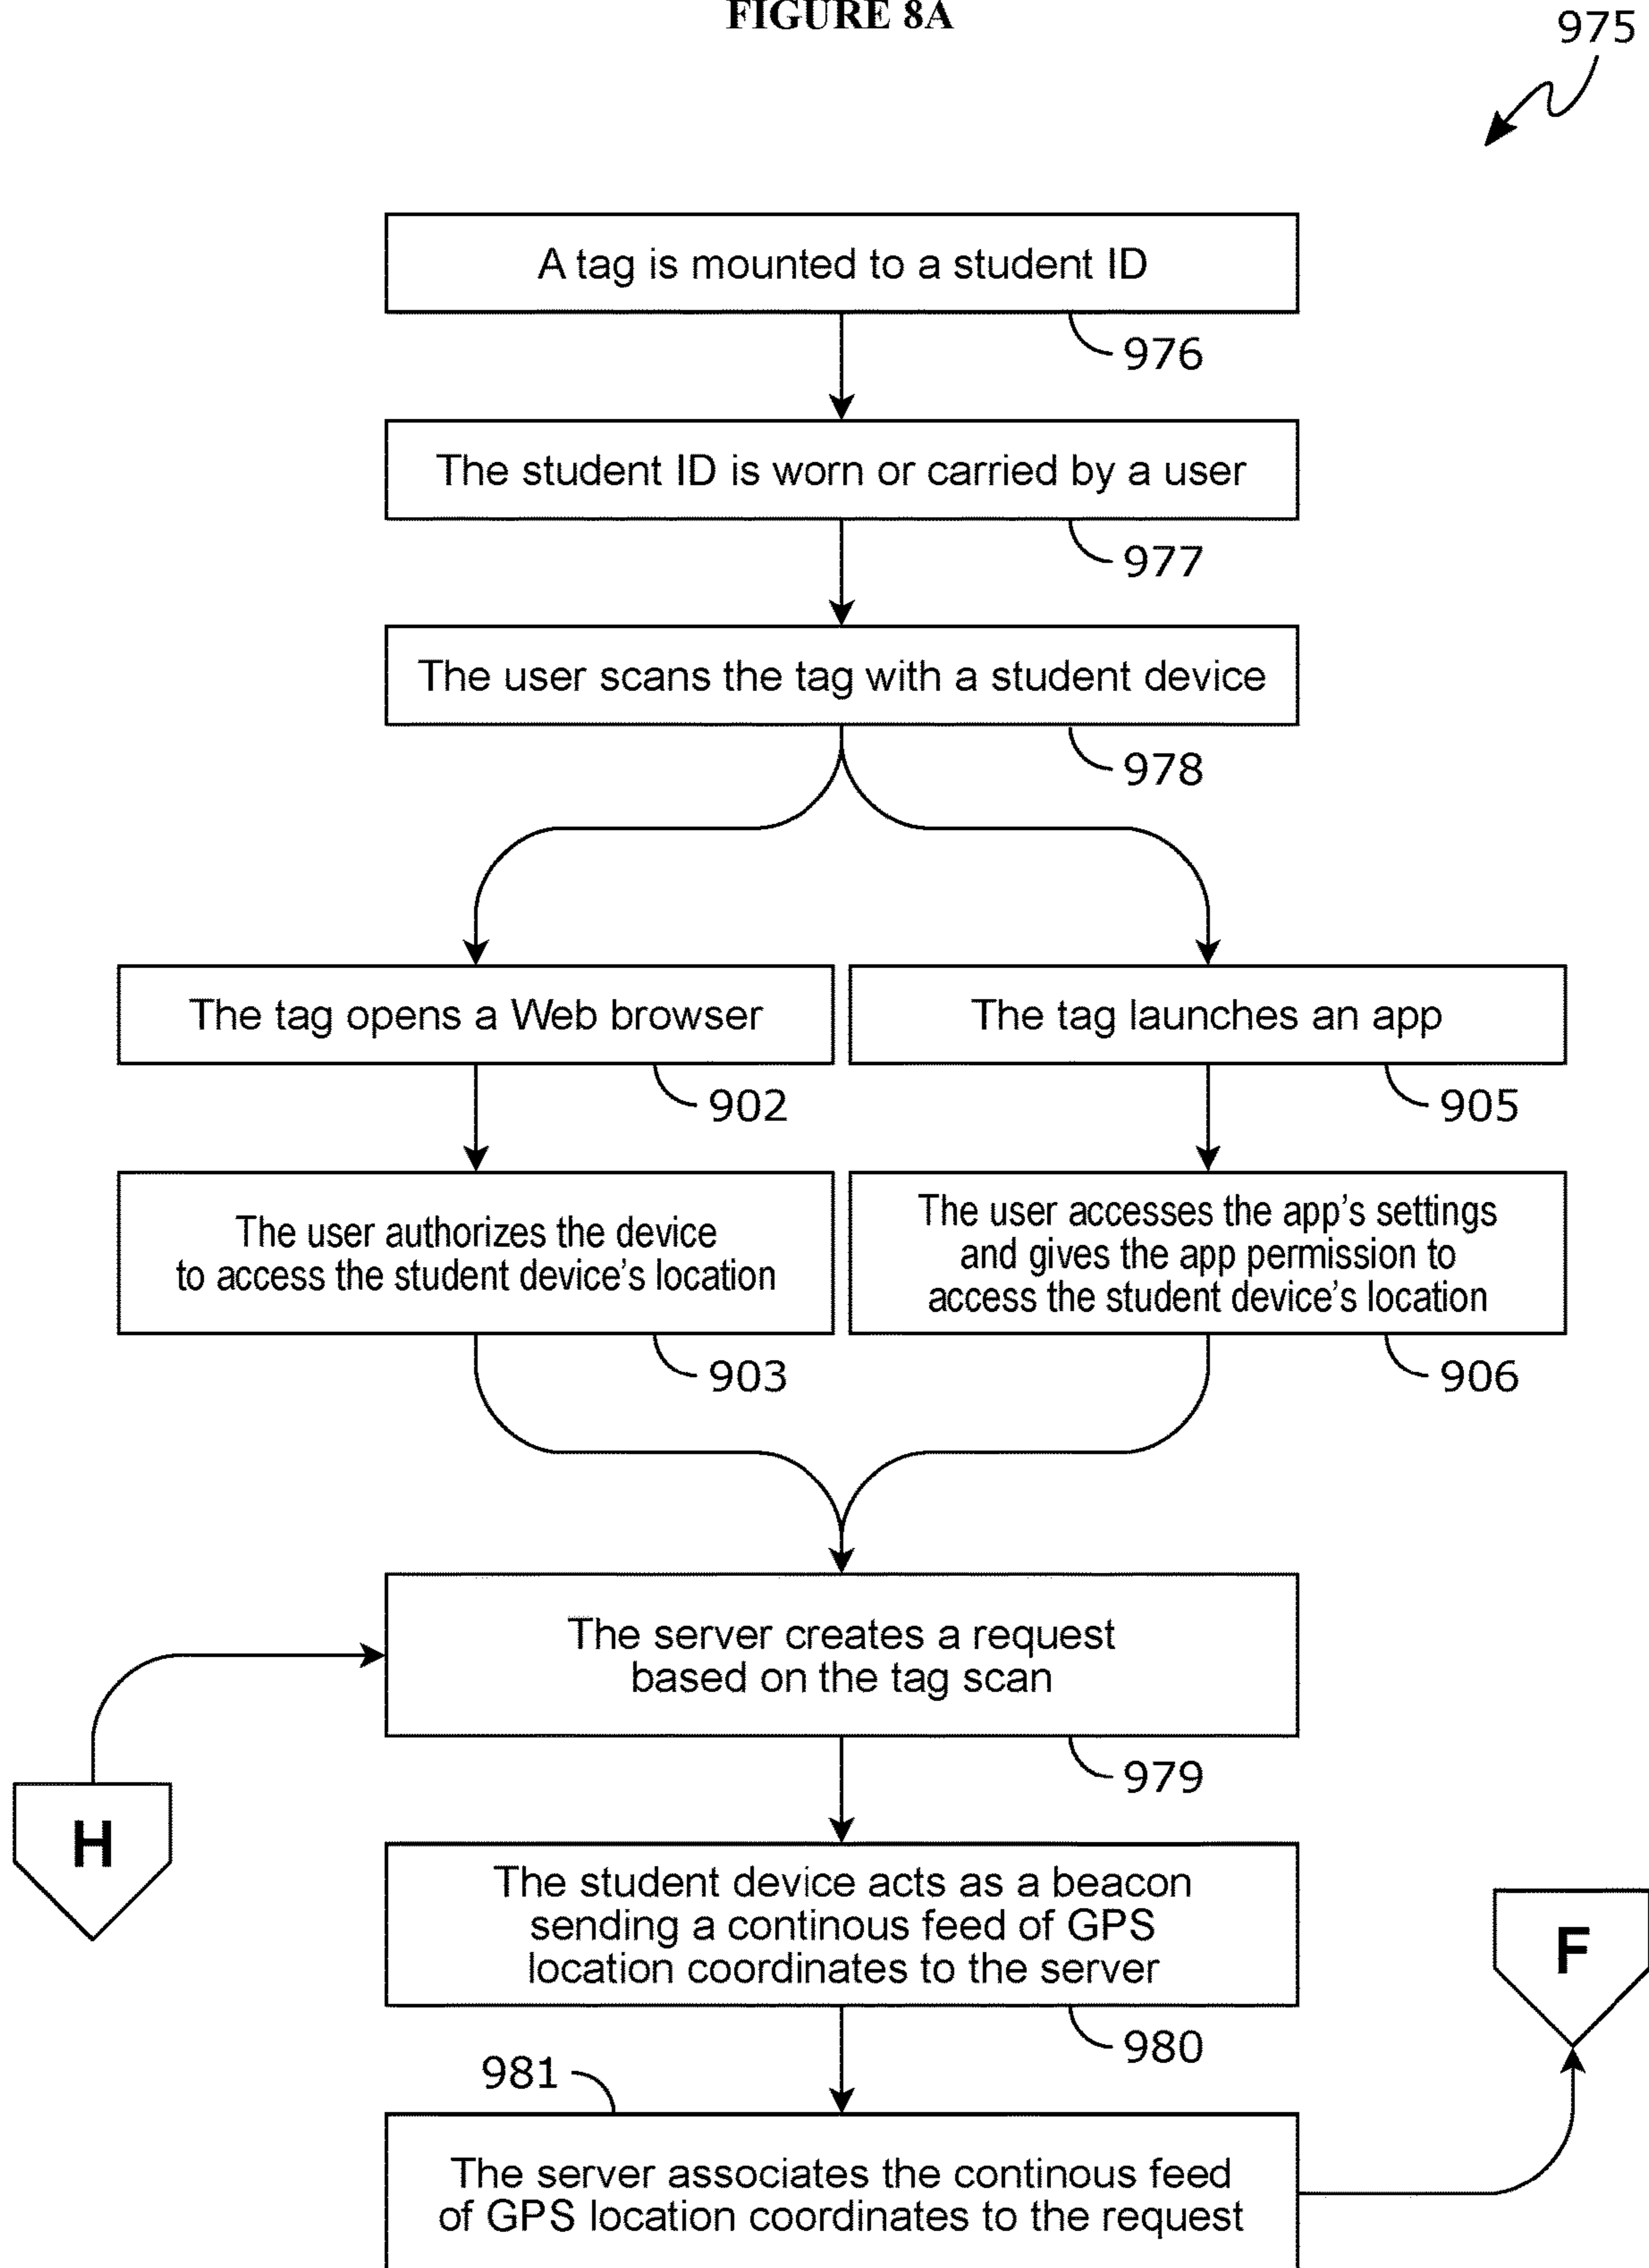 FIGURE 8A
975
A tag is mounted to a student ID
976
The student ID is worn or carried by a user
977
The user scans the tag with a student device
978
The tag opens a Web browser
902
The tag launches an app
905
The user authorizes the device
to access the student device's location
903
The user accesses the app's settings
and gives the app permission to
access the student device's location
906
The server creates a request
based on the tag scan
979
H
The student device acts as a beacon
sending a continous feed of GPS
location coordinates to the server
980
F
981
The server associates the continous feed
of GPS location coordinates to the request